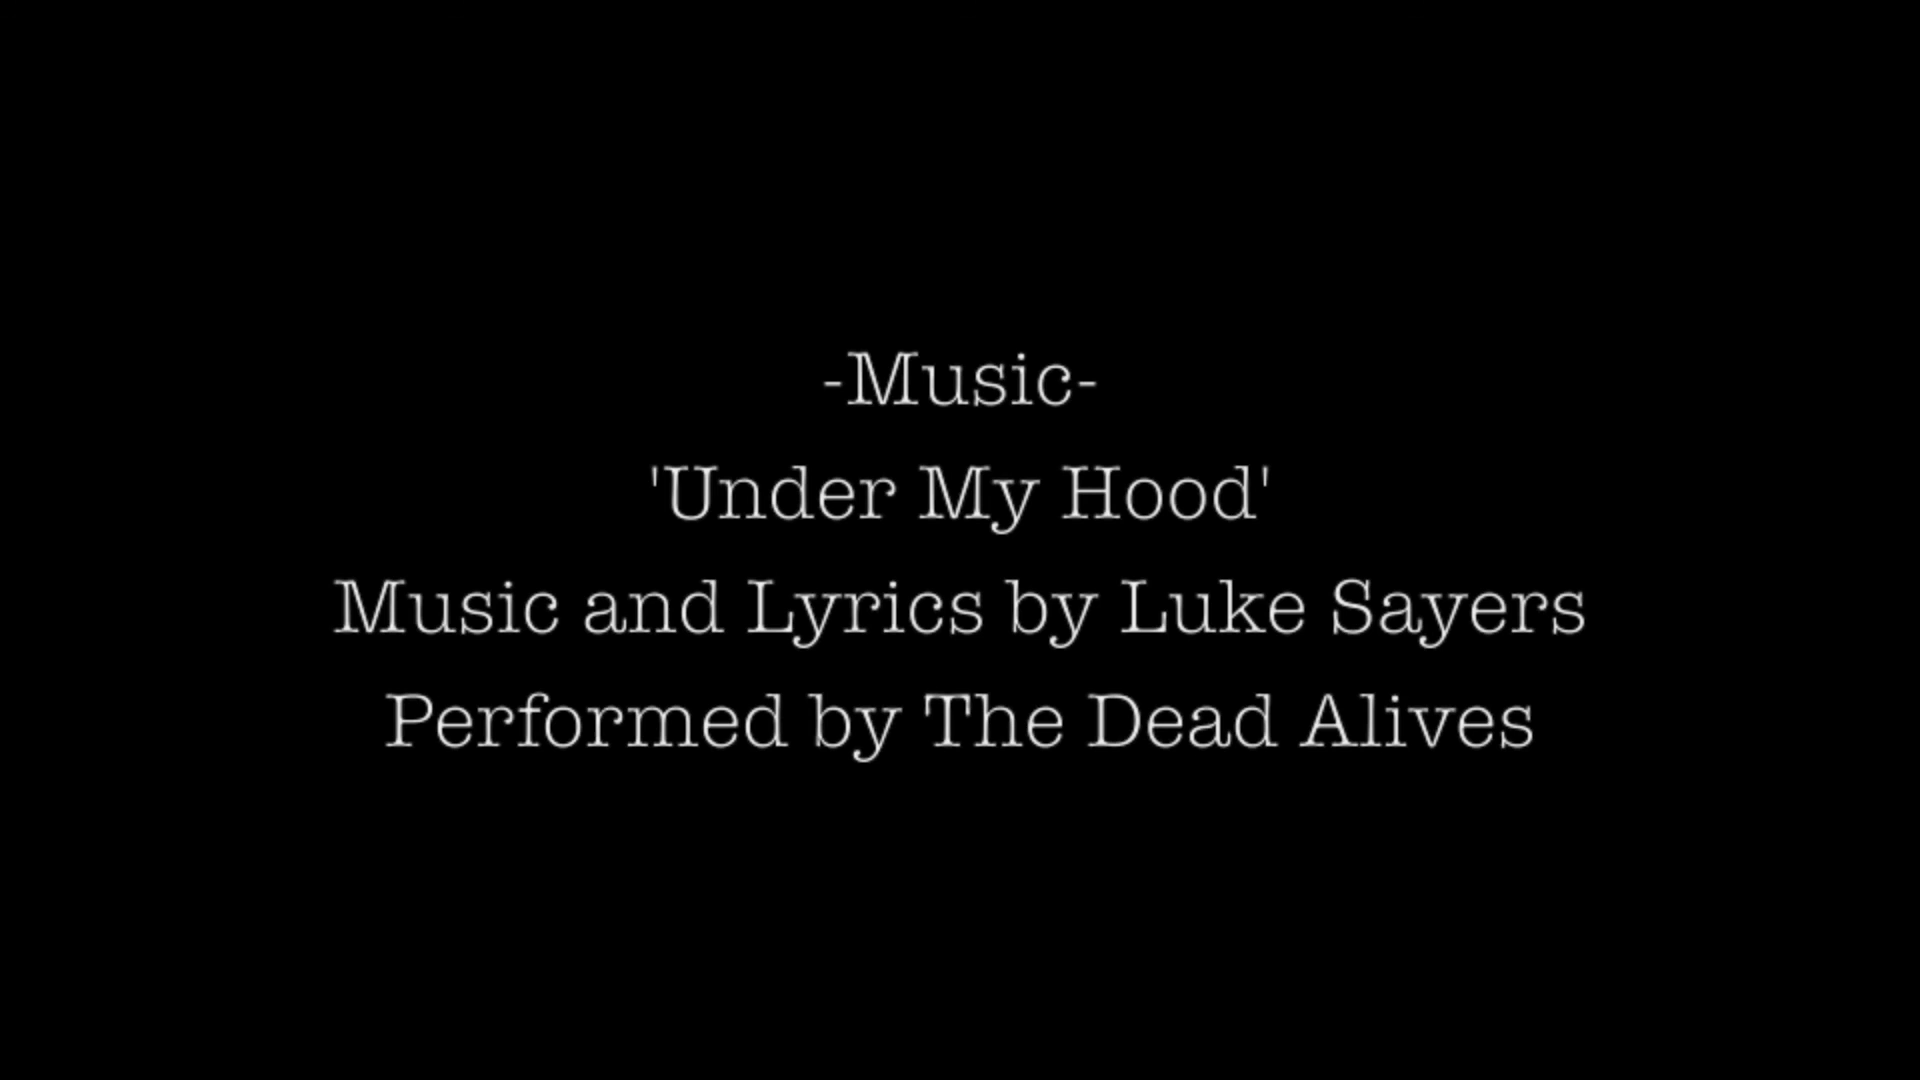 -Music-
'Under My Hood'
Music and Lyrics by Luke Sayers
Performed by The Dead Alives